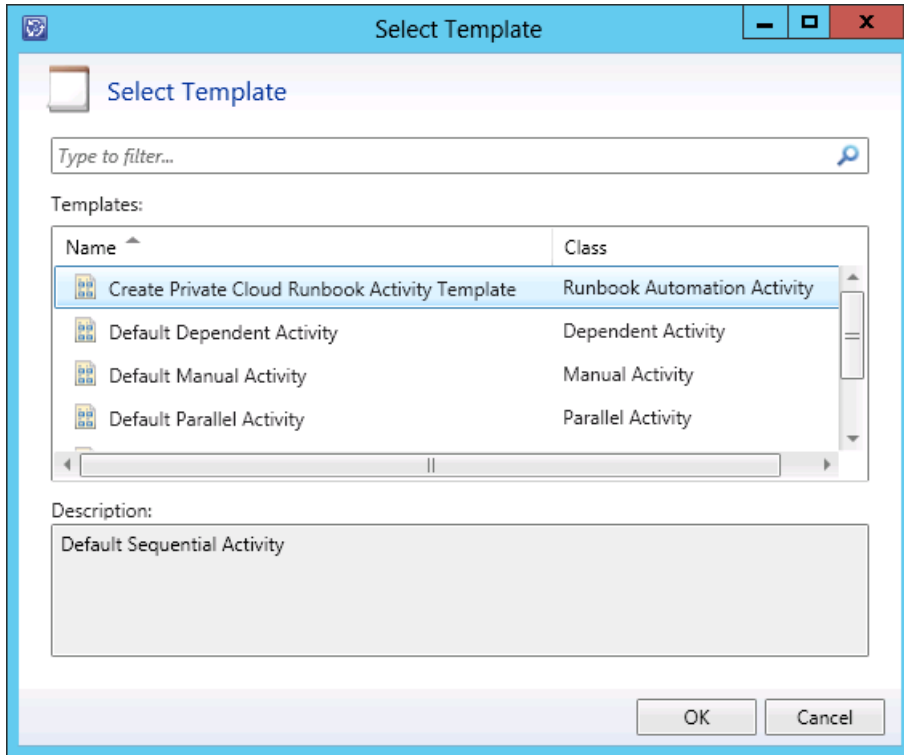 Select Template
Select Template
Type to filter...
Templates:
Name Class
Create Private Cloud Runbook Activity Template Runbook Automation Activity
Default Dependent Activity Dependent Activity
Default Manual Activity Manual Activity
Default Parallel Activity Parallel Activity
Description:
Default Sequential Activity
OK Cancel